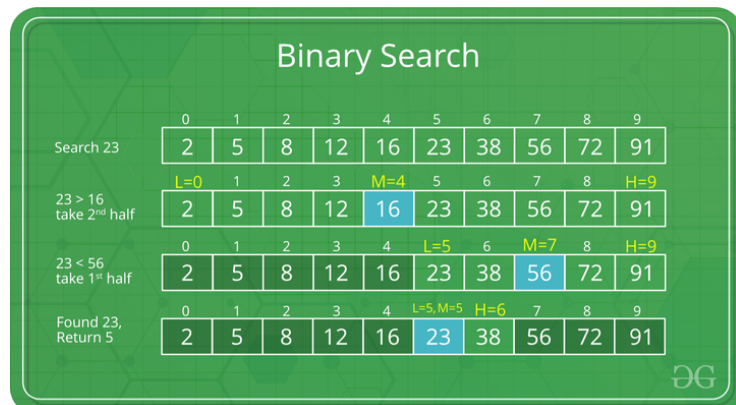 Binary Search
0 1 2 3 4 5 6 7 8 9
Search 23 2 5 8 12 16 23 38 56 72 91
L=0 1 2 3 M=4 5 6 7 8 H=9
23 > 16
take 2nd half 2 5 8 12 16 23 38 56 72 91
0 1 2 3 4 L=5 6 M=7 8 H=9
23 < 56
take 1st half 2 5 8 12 16 23 38 56 72 91
0 1 2 3 4 L=5, M=5 H=6 7 8 9
Found 23,
Return 5 2 5 8 12 16 23 38 56 72 91